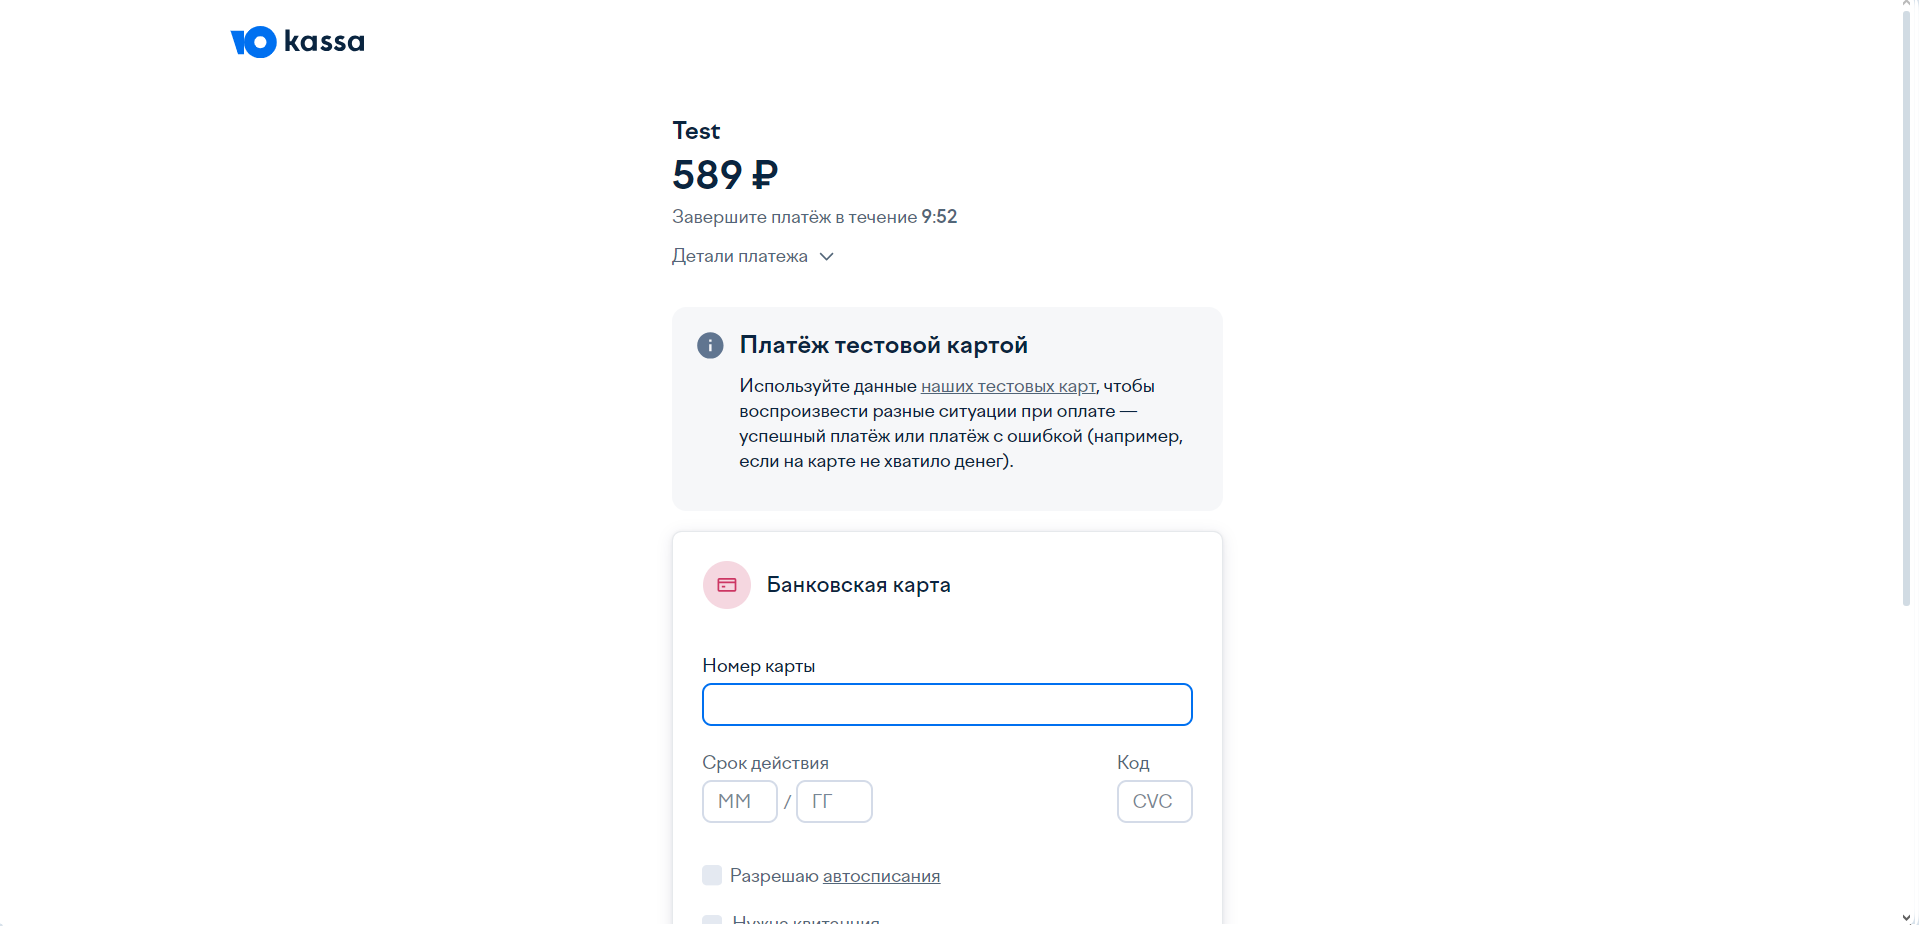 Ю kassa
Test
589 ₽
Завершите платёж в течение 9:52
Детали платежа
Платёж тестовой картой
Используйте данные наших тестовых карт, чтобы
воспроизвести разные ситуации при оплате —
успешный платёж или платёж с ошибкой (например,
если на карте не хватило денег).
Банковская карта
Номер карты
Срок действия Код
ММ / ГГ CVC
Разрешаю автосписания
Нужна квитанция